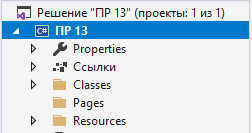 Решение "ПР 13" (проекты: 1 из 1)
C# ПР 13
Properties
Ссылки
Classes
Pages
Resources